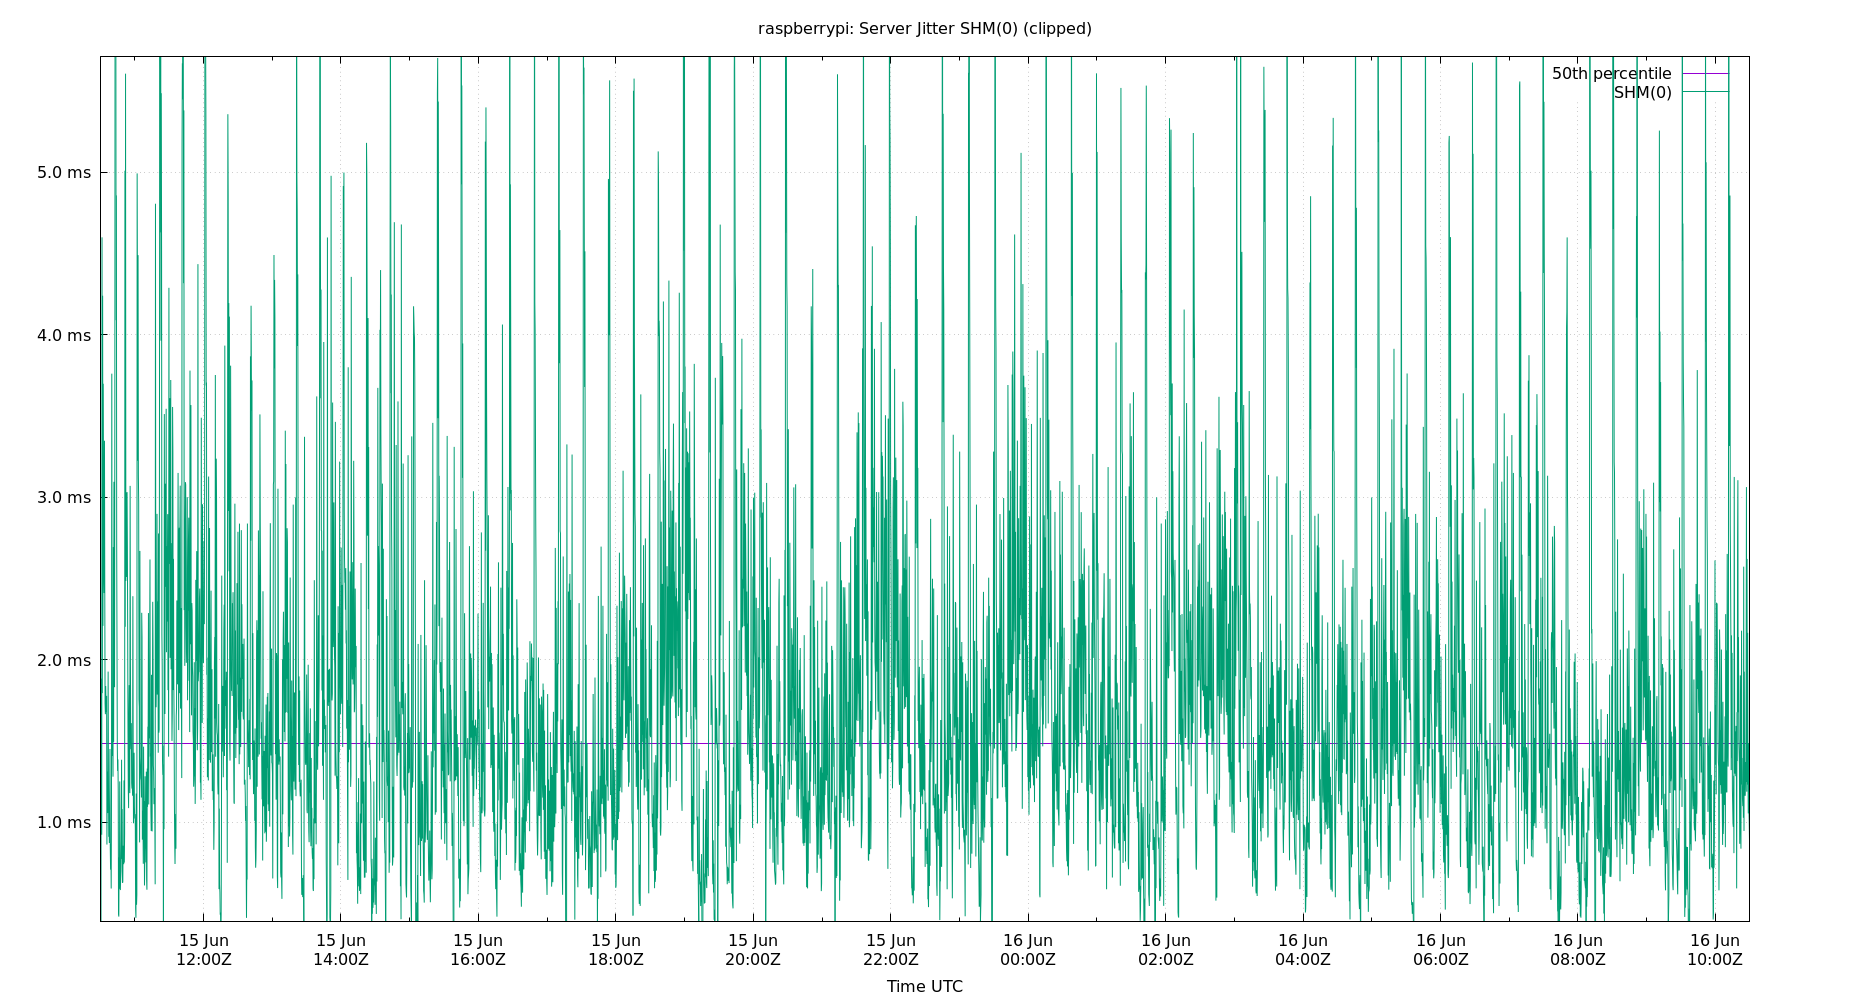 raspberrypi: Server Jitter SHM(0) (clipped)
50th percentile
SHM(0)
5.0 ms
4.0 ms
3.0 ms
2.0 ms
1.0 ms
15 Jun 15 Jun 15 Jun 15 Jun 15 Jun 15 Jun 16 Jun 16 Jun 16 Jun 16 Jun 16 Jun 16 Jun
12:00Z 14:00Z 16:00Z 18:00Z 20:00Z 22:00Z 00:00Z 02:00Z 04:00Z 06:00Z 08:00Z 10:00Z
Time UTC